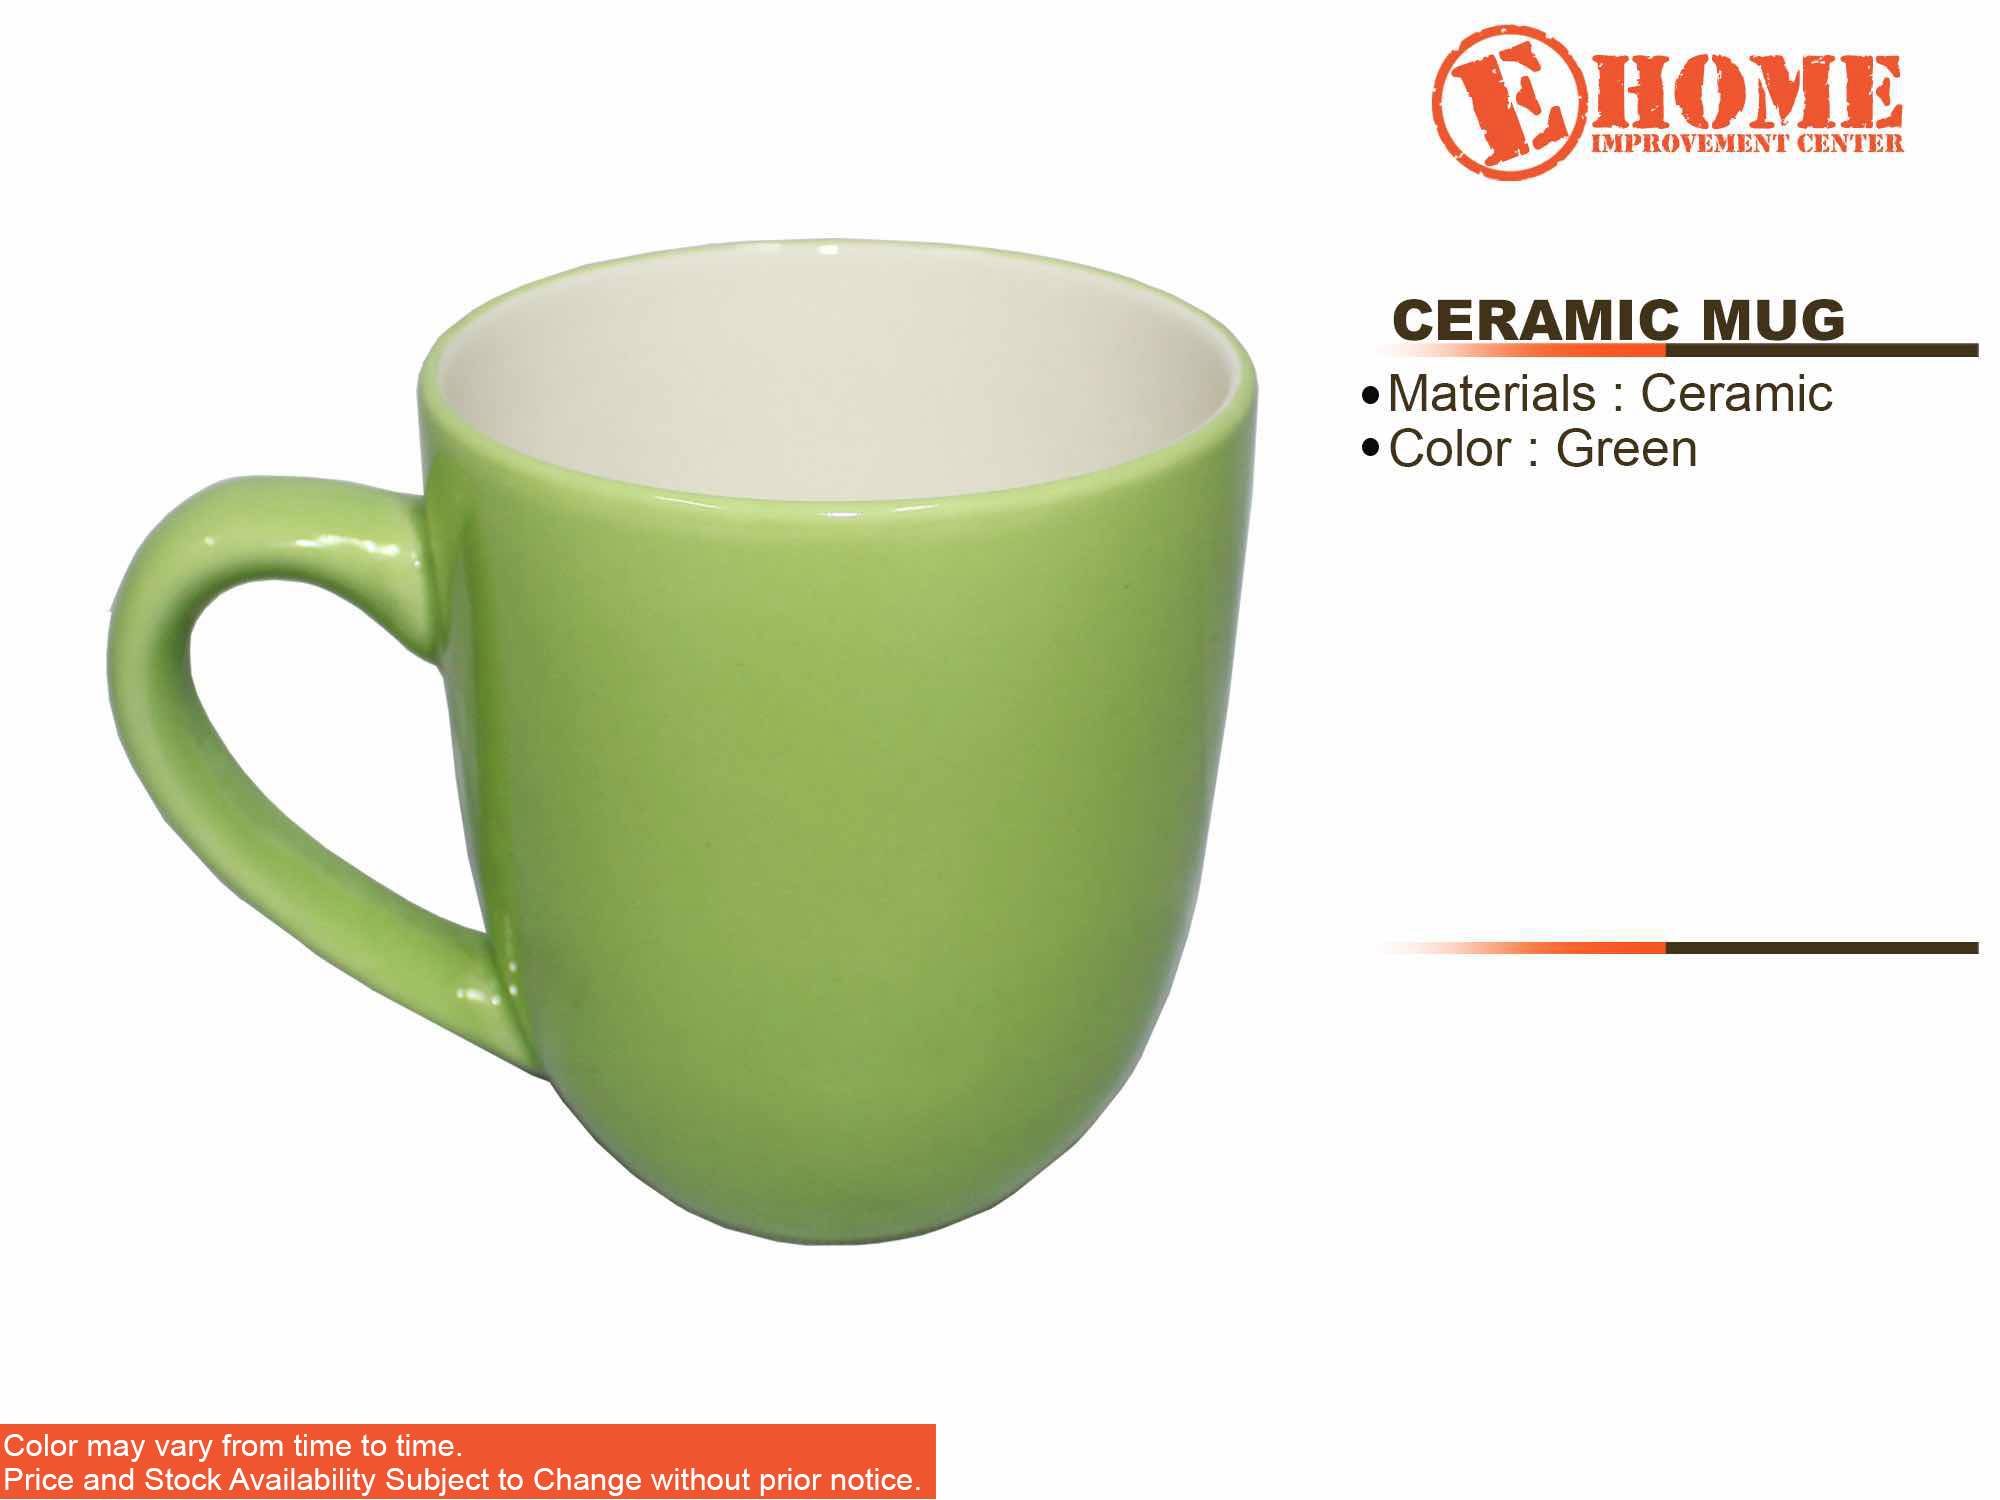 E HOME
IMPROVEMENT CENTER
CERAMIC MUG
•Materials : Ceramic
•Color : Green
Color may vary from time to time.
Price and Stock Availability Subject to Change without prior notice.